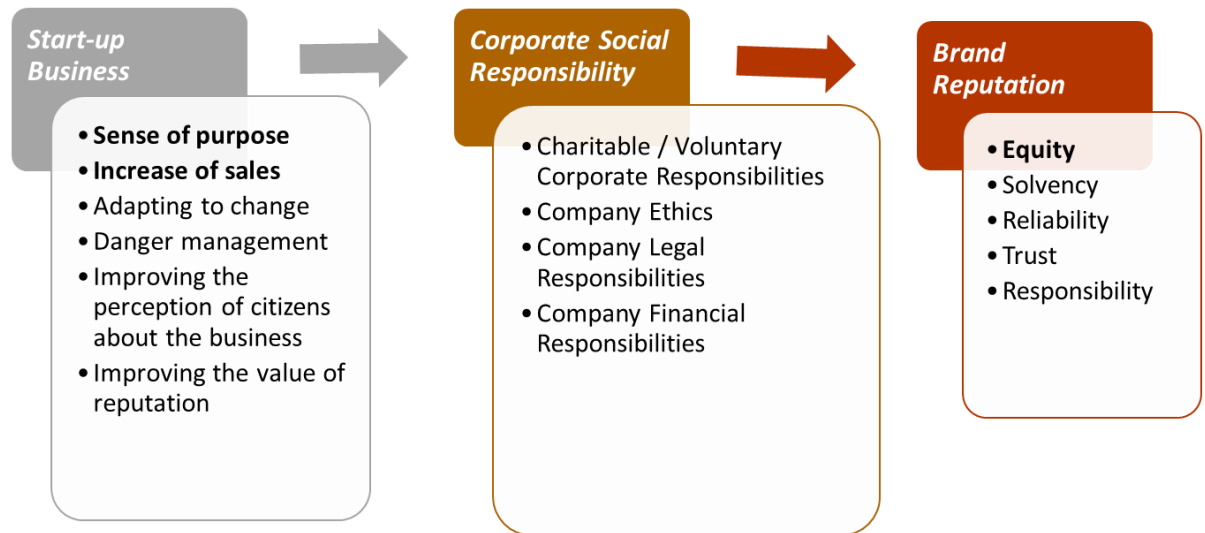 Start-up
Business
• Sense of purpose
• Increase of sales
• Adapting to change
• Danger management
• Improving the
perception of citizens
about the business
• Improving the value of
reputation
Corporate Social
Responsibility
• Charitable / Voluntary
Corporate Responsibilities
• Company Ethics
• Company Legal
Responsibilities
• Company Financial
Responsibilities
Brand
Reputation
• Equity
• Solvency
• Reliability
• Trust
• Responsibility